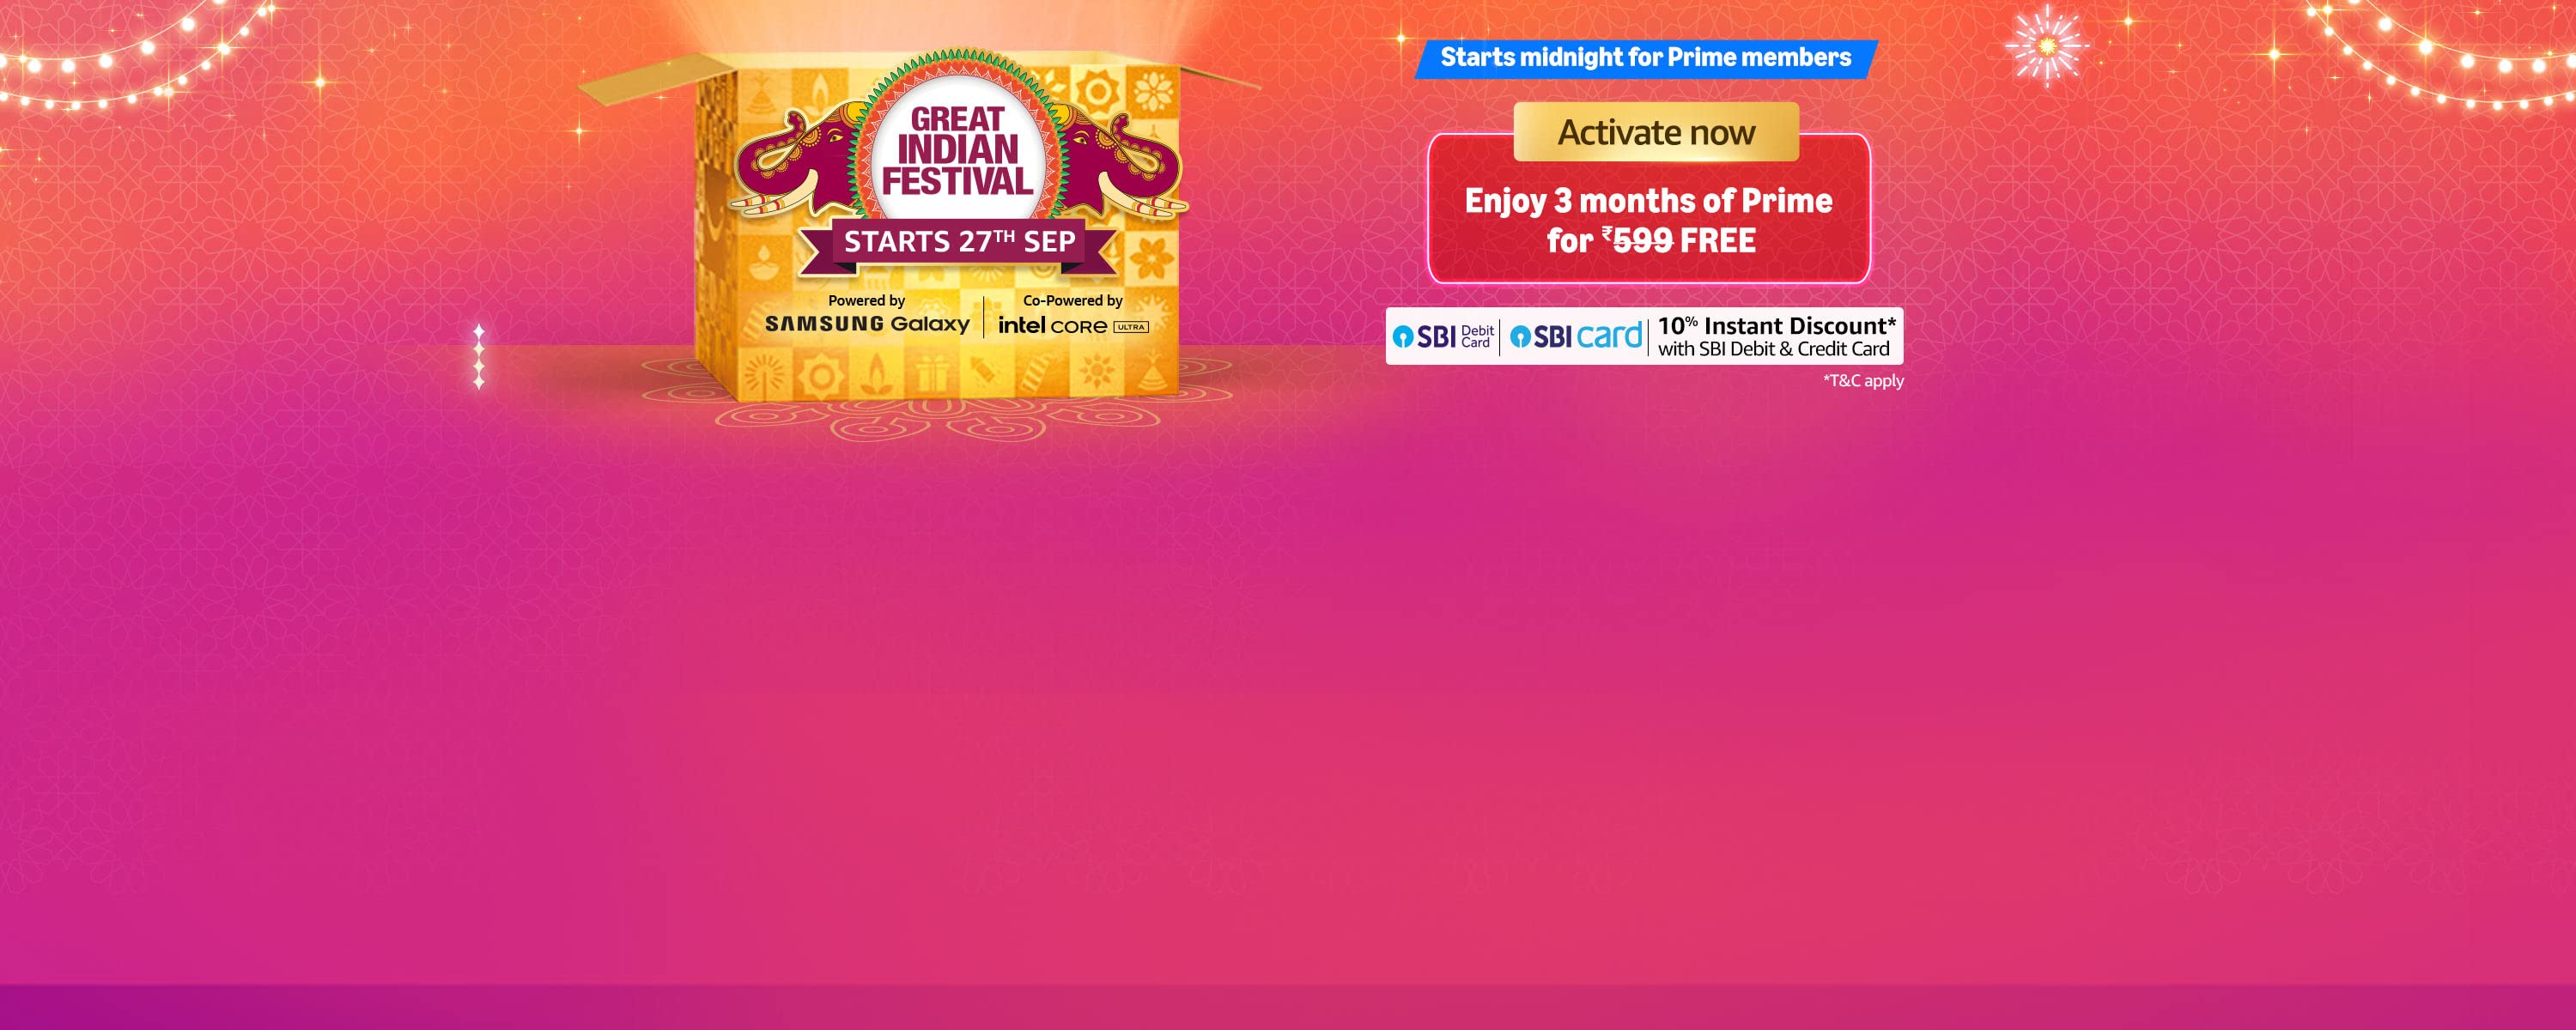 GREAT
INDIAN
FESTIVAL
STARTS 27TH SEP
Powered by
SAMSUNG Galaxy
Co-Powered by
intel CORE ULTRA
Starts midnight for Prime members
Activate now
Enjoy 3 months of Prime
for ₹599 FREE
SBI Debit Card
SBI card
10% Instant Discount*
with SBI Debit & Credit Card
*T&C apply